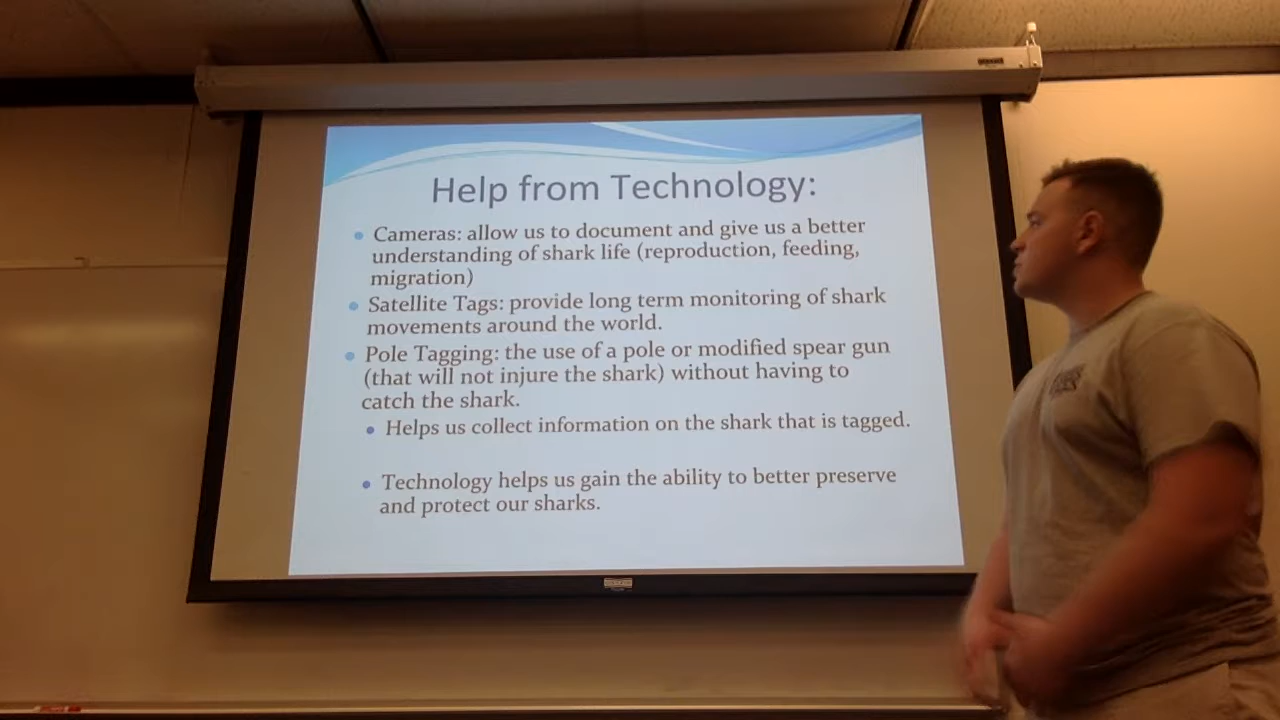 Help from Technology:
Cameras: allow us to document and give us a better
understanding of shark life (reproduction, feeding,
migration)
Satellite Tags: provide long term monitoring of shark
movements around the world.
Pole Tagging: the use of a pole or modified spear gun
(that will not injure the shark) without having to
catch the shark.
Helps us collect information on the shark that is tagged.
Technology helps us gain the ability to better preserve
and protect our sharks.